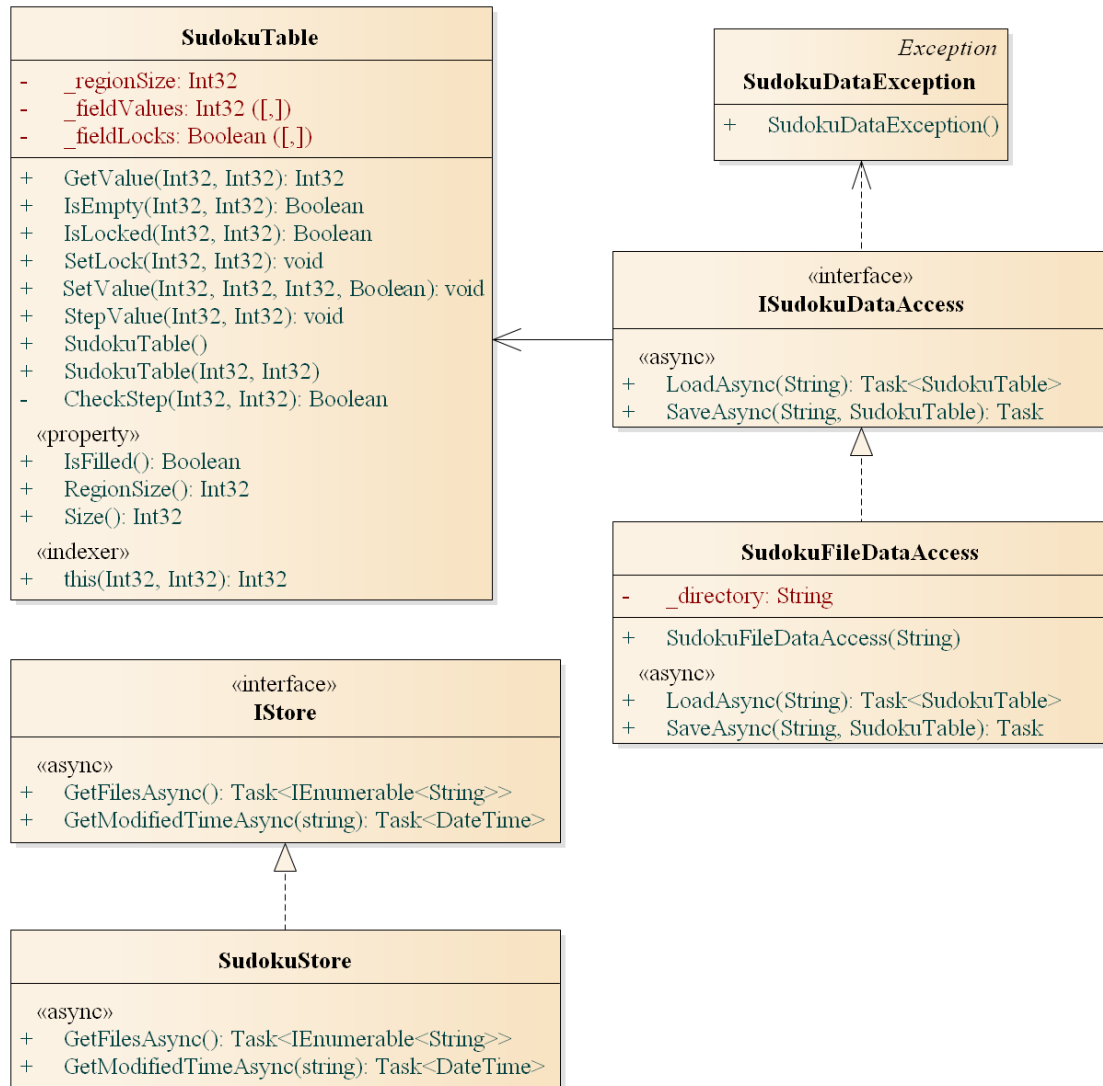 SudokuTable
- _regionSize: Int32
- _fieldValues: Int32 ([,])
- _fieldLocks: Boolean ([,])
+ GetValue(Int32, Int32): Int32
+ IsEmpty(Int32, Int32): Boolean
+ IsLocked(Int32, Int32): Boolean
+ SetLock(Int32, Int32): void
+ SetValue(Int32, Int32, Int32, Boolean): void
+ StepValue(Int32, Int32): void
+ SudokuTable()
+ SudokuTable(Int32, Int32)
- CheckStep(Int32, Int32): Boolean
«property»
+ IsFilled(): Boolean
+ RegionSize(): Int32
+ Size(): Int32
«indexer»
+ this(Int32, Int32): Int32
Exception
SudokuDataException
+ SudokuDataException()
«interface»
ISudokuDataAccess
«async»
+ LoadAsync(String): Task<SudokuTable>
+ SaveAsync(String, SudokuTable): Task
SudokuFileDataAccess
- _directory: String
+ SudokuFileDataAccess(String)
«async»
+ LoadAsync(String): Task<SudokuTable>
+ SaveAsync(String, SudokuTable): Task
«interface»
IStore
«async»
+ GetFilesAsync(): Task<IEnumerable<String>>
+ GetModifiedTimeAsync(string): Task<DateTime>
SudokuStore
«async»
+ GetFilesAsync(): Task<IEnumerable<String>>
+ GetModifiedTimeAsync(string): Task<DateTime>